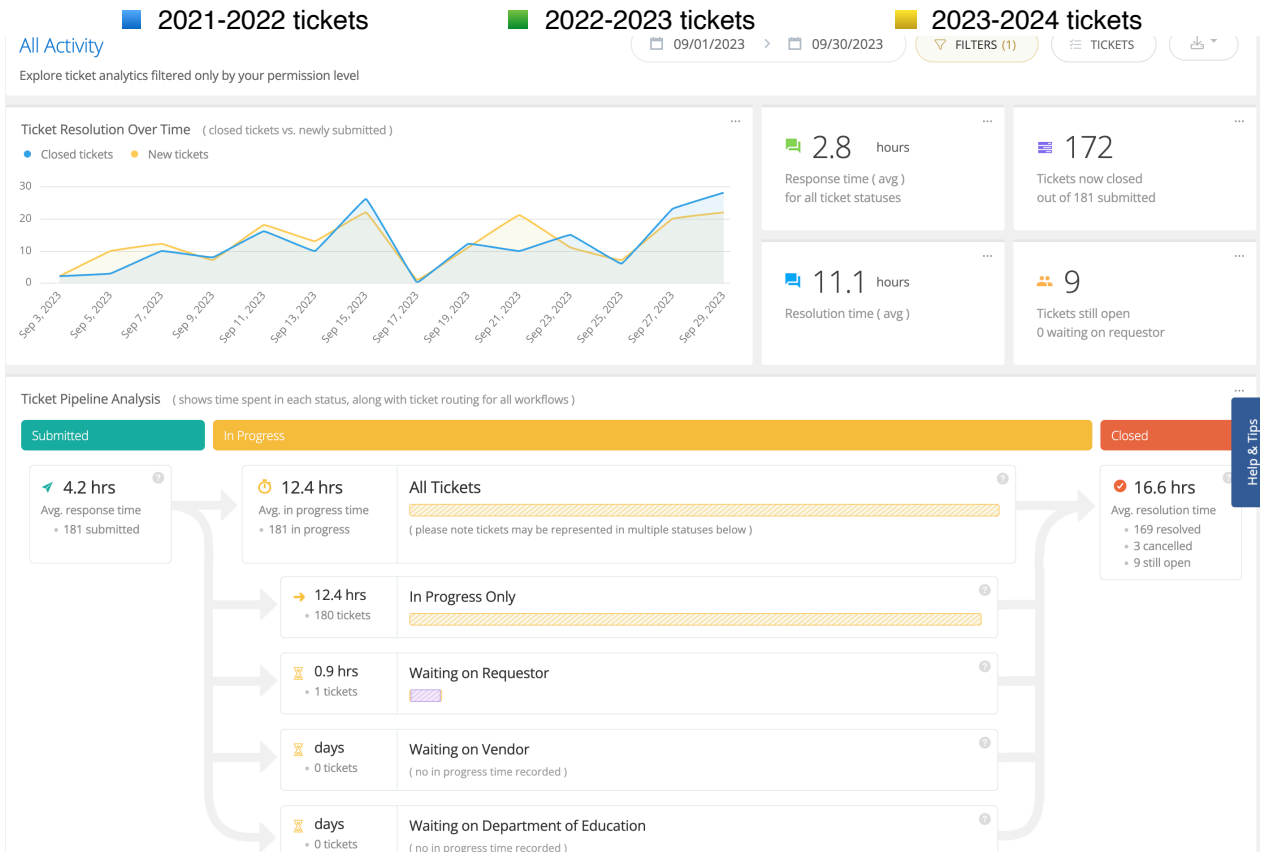 2021-2022 tickets 2022-2023 tickets 2023-2024 tickets
All Activity
09/01/2023 > 09/30/2023 FILTERS (1) TICKETS
Explore ticket analytics filtered only by your permission level
Ticket Resolution Over Time ( closed tickets vs. newly submitted )
Closed tickets New tickets
30
20
10
0
Sep 3, 2023
Sep 5, 2023
Sep 7, 2023
Sep 9, 2023
Sep 11, 2023
Sep 13, 2023
Sep 15, 2023
Sep 17, 2023
Sep 19, 2023
Sep 21, 2023
Sep 23, 2023
Sep 25, 2023
Sep 27, 2023
Sep 29, 2023
2.8 hours
Response time ( avg )
for all ticket statuses
172
Tickets now closed
out of 181 submitted
11.1 hours
Resolution time ( avg )
9
Tickets still open
0 waiting on requestor
Ticket Pipeline Analysis ( shows time spent in each status, along with ticket routing for all workflows )
Help & Tips
Submitted
In Progress
Closed
4.2 hrs
Avg. response time
181 submitted
12.4 hrs
Avg. in progress time
181 in progress
All Tickets
( please note tickets may be represented in multiple statuses below )
16.6 hrs
Avg. resolution time
169 resolved
3 cancelled
9 still open
12.4 hrs
180 tickets
In Progress Only
0.9 hrs
1 tickets
Waiting on Requestor
days
0 tickets
Waiting on Vendor
( no in progress time recorded )
days
0 tickets
Waiting on Department of Education
( no in progress time recorded )